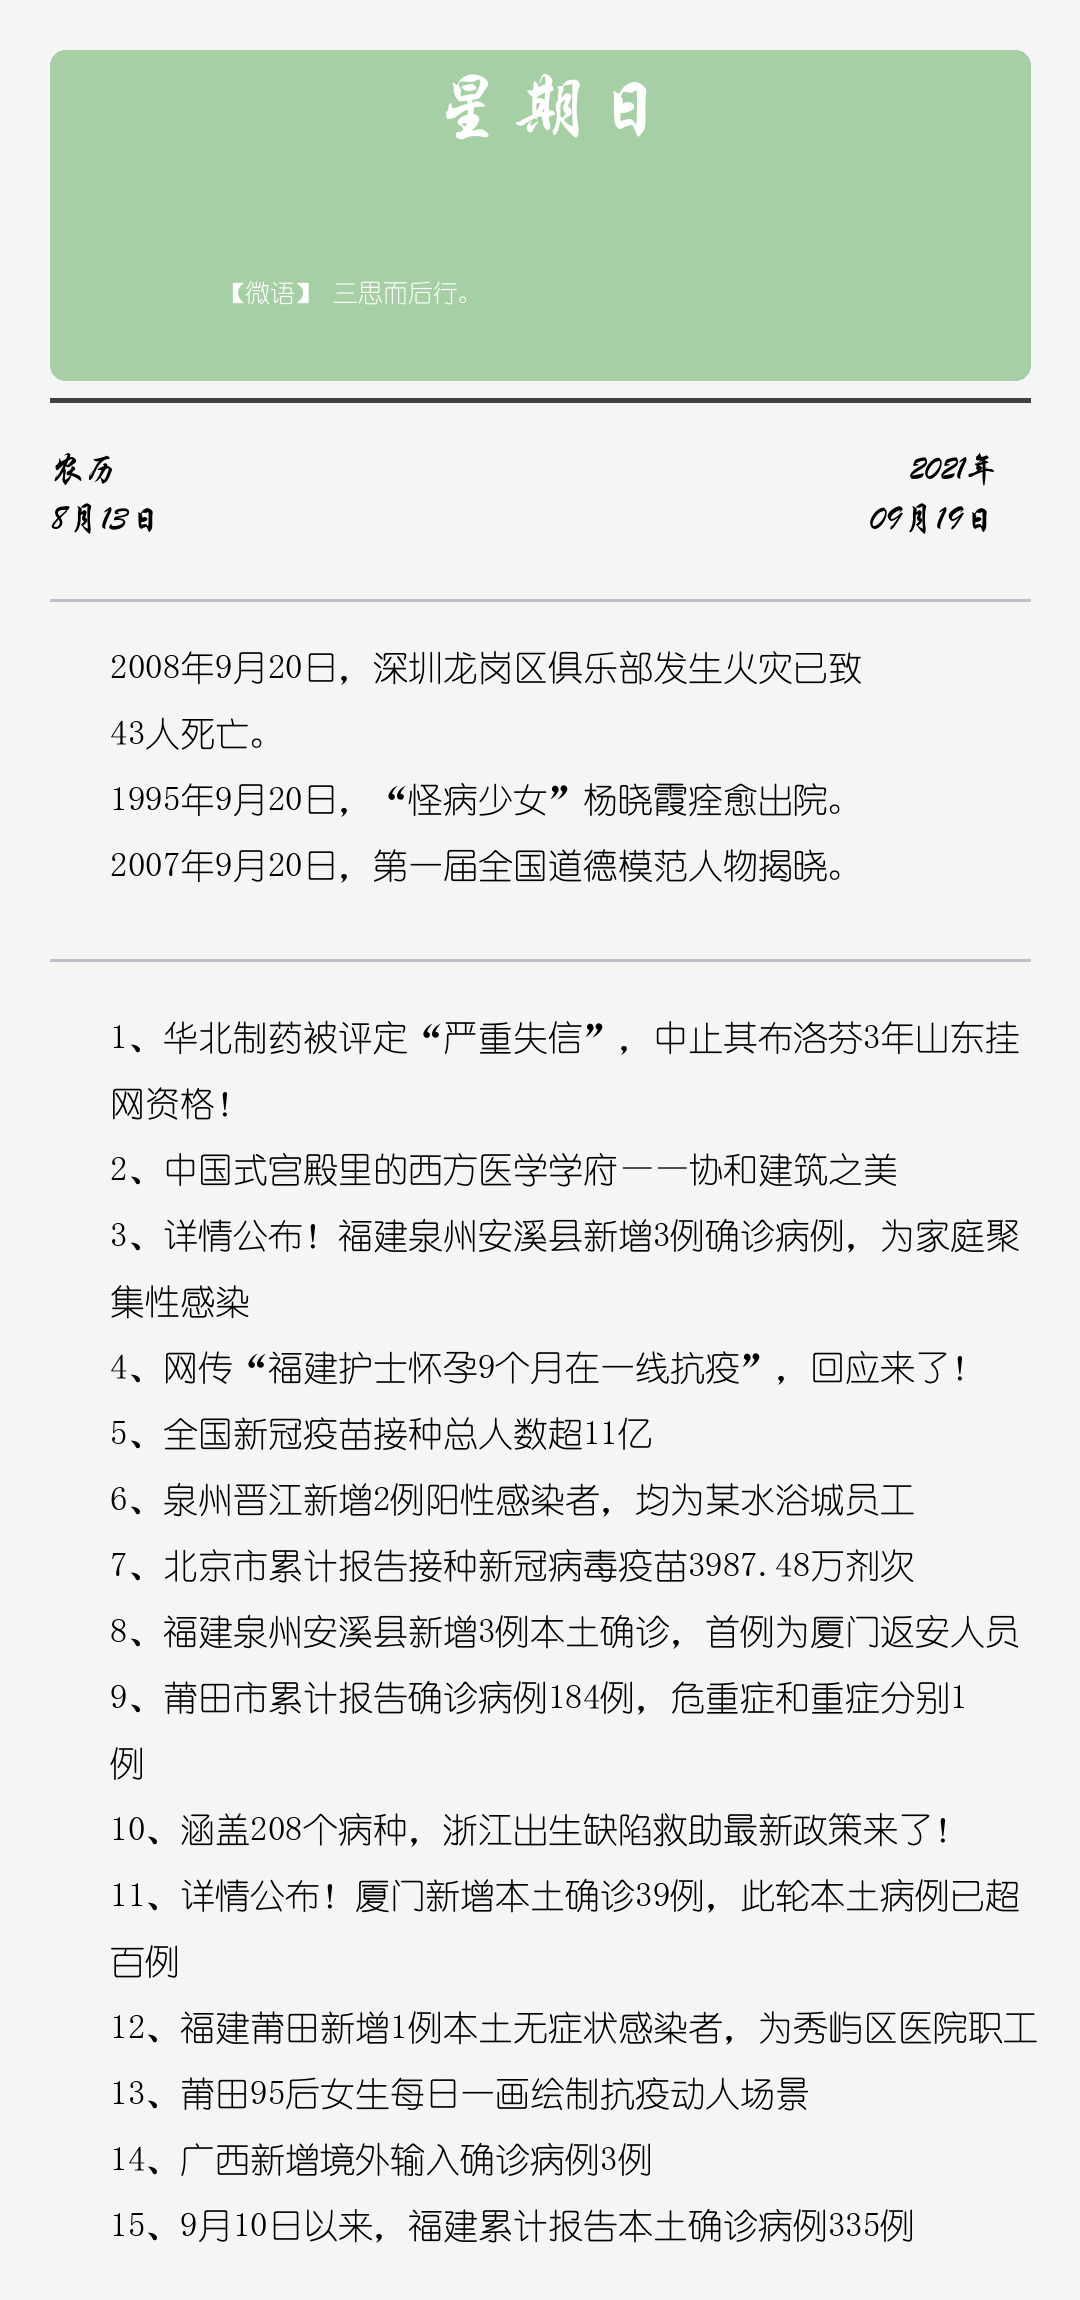 星期日
【微语】 三思而后行。
农历
2021年
8月13日
09月19日
2008年9月20日，深圳龙岗区俱乐部发生火灾已致
43人死亡。
1995年9月20日，“怪病少女”杨晓霞痊愈出院。
2007年9月20日，第一届全国道德模范人物揭晓。
1、华北制药被评定“严重失信”，中止其布洛芬3年山东挂
网资格！
2、中国式宫殿里的西方医学学府——协和建筑之美
3、详情公布！福建泉州安溪县新增3例确诊病例，为家庭聚
集性感染
4、网传“福建护士怀孕9个月在一线抗疫”，回应来了！
5、全国新冠疫苗接种总人数超11亿
6、泉州晋江新增2例阳性感染者，均为某水浴城员工
7、北京市累计报告接种新冠病毒疫苗3987.48万剂次
8、福建泉州安溪县新增3例本土确诊，首例为厦门返安人员
9、莆田市累计报告确诊病例184例，危重症和重症分别1
例
10、涵盖208个病种，浙江出生缺陷救助最新政策来了！
11、详情公布！厦门新增本土确诊39例，此轮本土病例已超
百例
12、福建莆田新增1例本土无症状感染者，为秀屿区医院职工
13、莆田95后女生每日一画绘制抗疫动人场景
14、广西新增境外输入确诊病例3例
15、9月10日以来，福建累计报告本土确诊病例335例